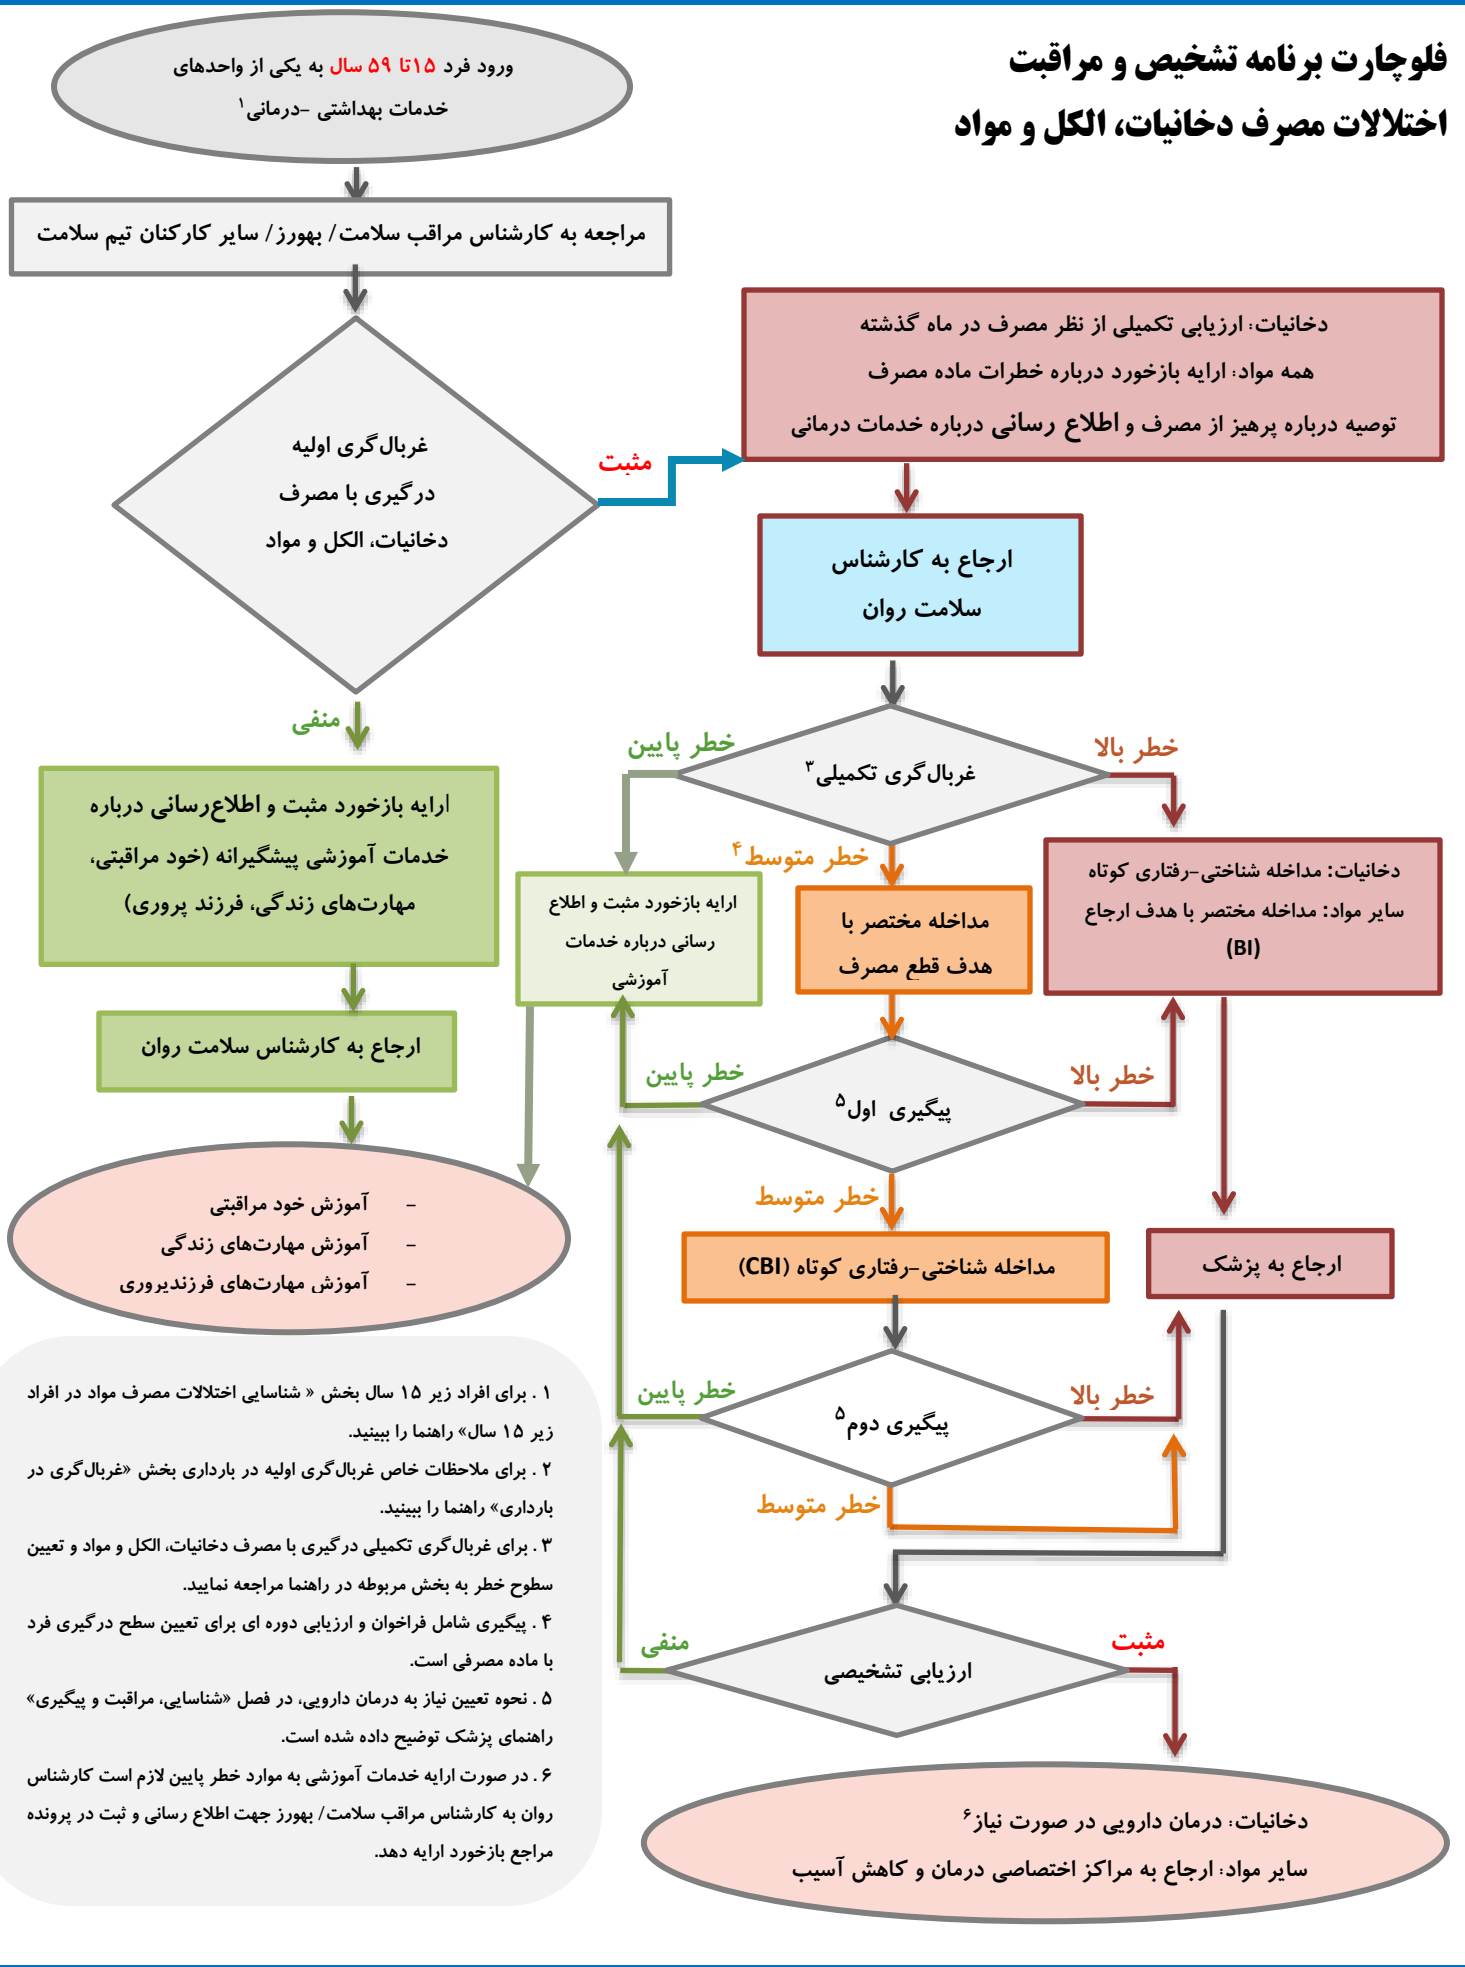 فلوچارت برنامه تشخیص و مراقبت
اختلالات مصرف دخانیات، الکل و مواد
ورود فرد ۱۵تا ۵۹ سال به یکی از واحدهای
خدمات بهداشتی –درمانی۱
مراجعه به کارشناس مراقب سلامت/ بهورز/ سایر کارکنان تیم سلامت
غربال‌گری اولیه
درگیری با مصرف
دخانیات، الکل و مواد
مثبت
دخانیات: ارزیابی تکمیلی از نظر مصرف در ماه گذشته
همه مواد: ارایه بازخورد درباره خطرات ماده مصرف
توصیه درباره پرهیز از مصرف و اطلاع رسانی درباره خدمات درمانی
ارجاع به کارشناس
سلامت روان
منفی
ارایه بازخورد مثبت و اطلاع‌رسانی درباره
خدمات آموزشی پیشگیرانه (خود مراقبتی،
مهارت‌های زندگی، فرزند پروری)
ارجاع به کارشناس سلامت روان
- آموزش خود مراقبتی
- آموزش مهارت‌های زندگی
- آموزش مهارت‌های فرزندپروری
غربال‌گری تکمیلی۳
خطر بالا
خطر پایین
خطر متوسط۴
دخانیات: مداخله شناختی-رفتاری کوتاه
سایر مواد: مداخله مختصر با هدف ارجاع
(BI)
مداخله مختصر با
هدف قطع مصرف
ارایه بازخورد مثبت و اطلاع
رسانی درباره خدمات
آموزشی
پیگیری اول۵
خطر بالا
خطر پایین
خطر متوسط
ارجاع به پزشک
مداخله شناختی-رفتاری کوتاه (CBI)
پیگیری دوم۵
خطر بالا
خطر پایین
خطر متوسط
ارزیابی تشخیصی
مثبت
منفی
دخانیات: درمان دارویی در صورت نیاز۶
سایر مواد: ارجاع به مراکز اختصاصی درمان و کاهش آسیب
۱ . برای افراد زیر ۱۵ سال بخش « شناسایی اختلالات مصرف مواد در افراد
زیر ۱۵ سال» راهنما را ببینید.
۲ . برای ملاحظات خاص غربال‌گری اولیه در بارداری بخش «غربال‌گری در
بارداری» راهنما را ببینید.
۳ . برای غربال‌گری تکمیلی درگیری با مصرف دخانیات، الکل و مواد و تعیین
سطوح خطر به بخش مربوطه در راهنما مراجعه نمایید.
۴ . پیگیری شامل فراخوان و ارزیابی دوره ای برای تعیین سطح درگیری فرد
با ماده مصرفی است.
۵ . نحوه تعیین نیاز به درمان دارویی، در فصل «شناسایی، مراقبت و پیگیری»
راهنمای پزشک توضیح داده شده است.
۶ . در صورت ارایه خدمات آموزشی به موارد خطر پایین لازم است کارشناس
روان به کارشناس مراقب سلامت/ بهورز جهت اطلاع رسانی و ثبت در پرونده
مراجع بازخورد ارایه دهد.